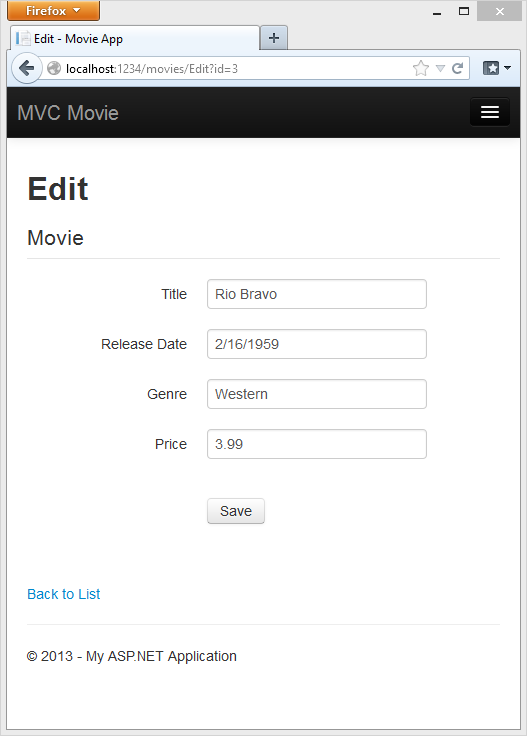 Firefox
Edit - Movie App
localhost:1234/movies/Edit?id=3
MVC Movie
Edit
Movie
Title Rio Bravo
Release Date 2/16/1959
Genre Western
Price 3.99
Save
Back to List
© 2013 - My ASP.NET Application